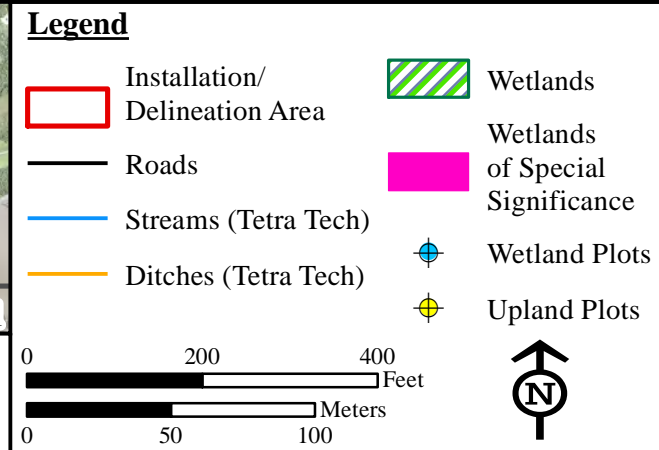 Legend
Installation/
Delineation Area
Roads
Streams (Tetra Tech)
Ditches (Tetra Tech)
Wetlands
Wetlands
of Special
Significance
Wetland Plots
Upland Plots
0 200 400
Feet
Meters
0 50 100
N